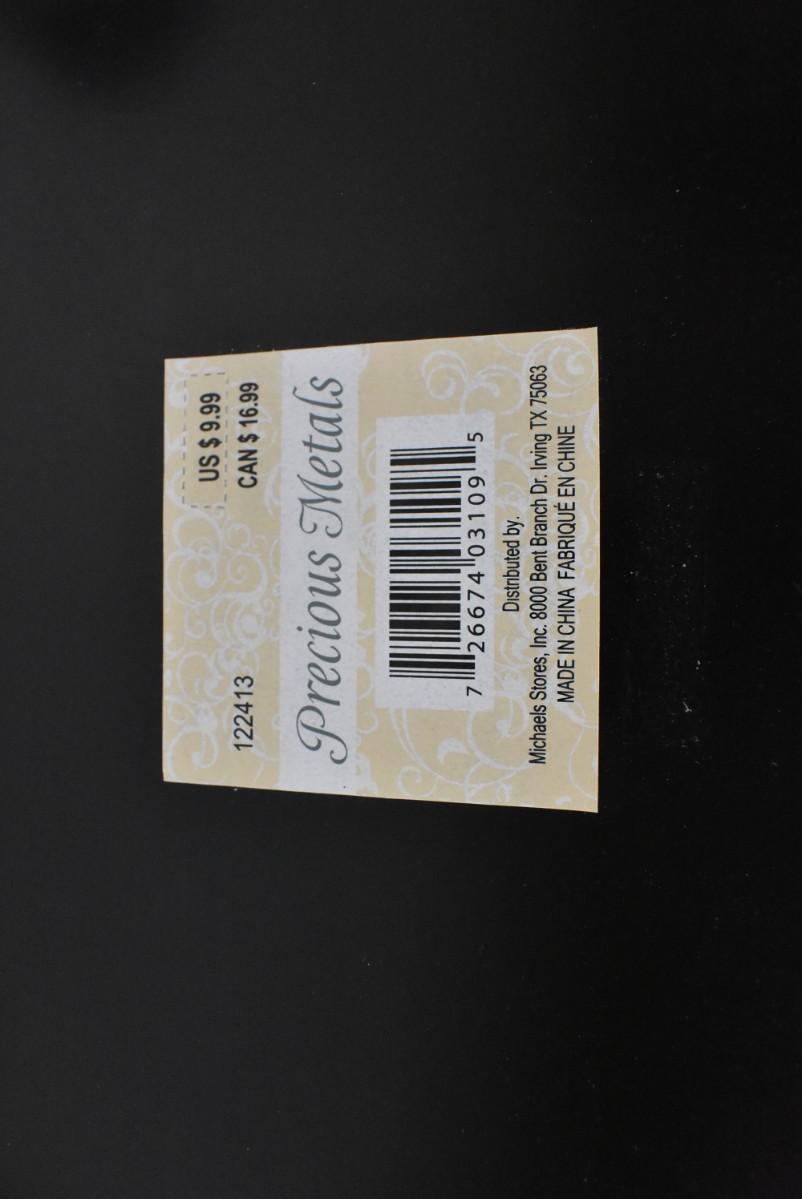 US $ 9.99
122413 CAN $ 16.99
Precious Metals
7 26674 03109 5
Distributed by.
Michaels Stores, Inc. 8000 Bent Branch Dr. Irving TX 75063
MADE IN CHINA FABRIQUÉ EN CHINE